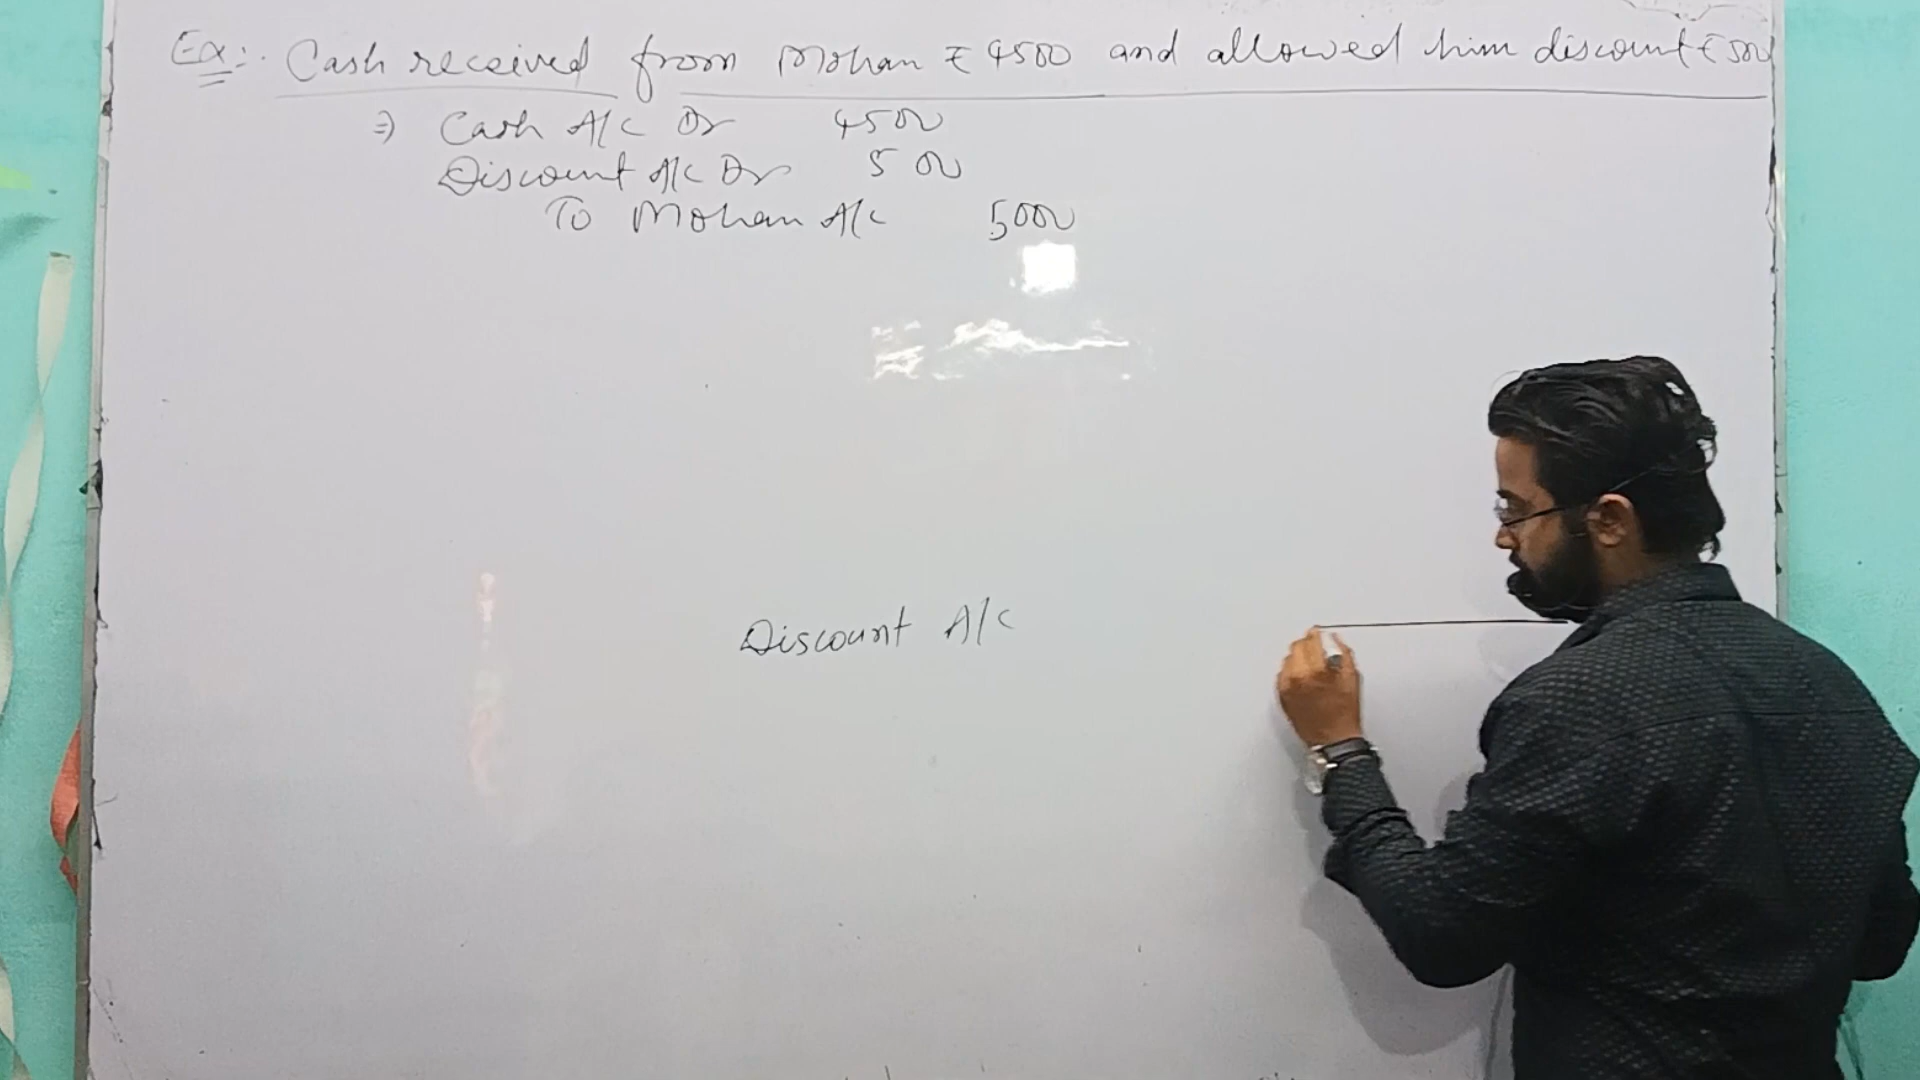 Ex:. Cash received from Mohan ₹ 4500 and allowed him discount ₹ 500
⇒ Cash A/c Dr 4500
Discount A/c Dr 500
To Mohan A/c 5000
Discount A/c